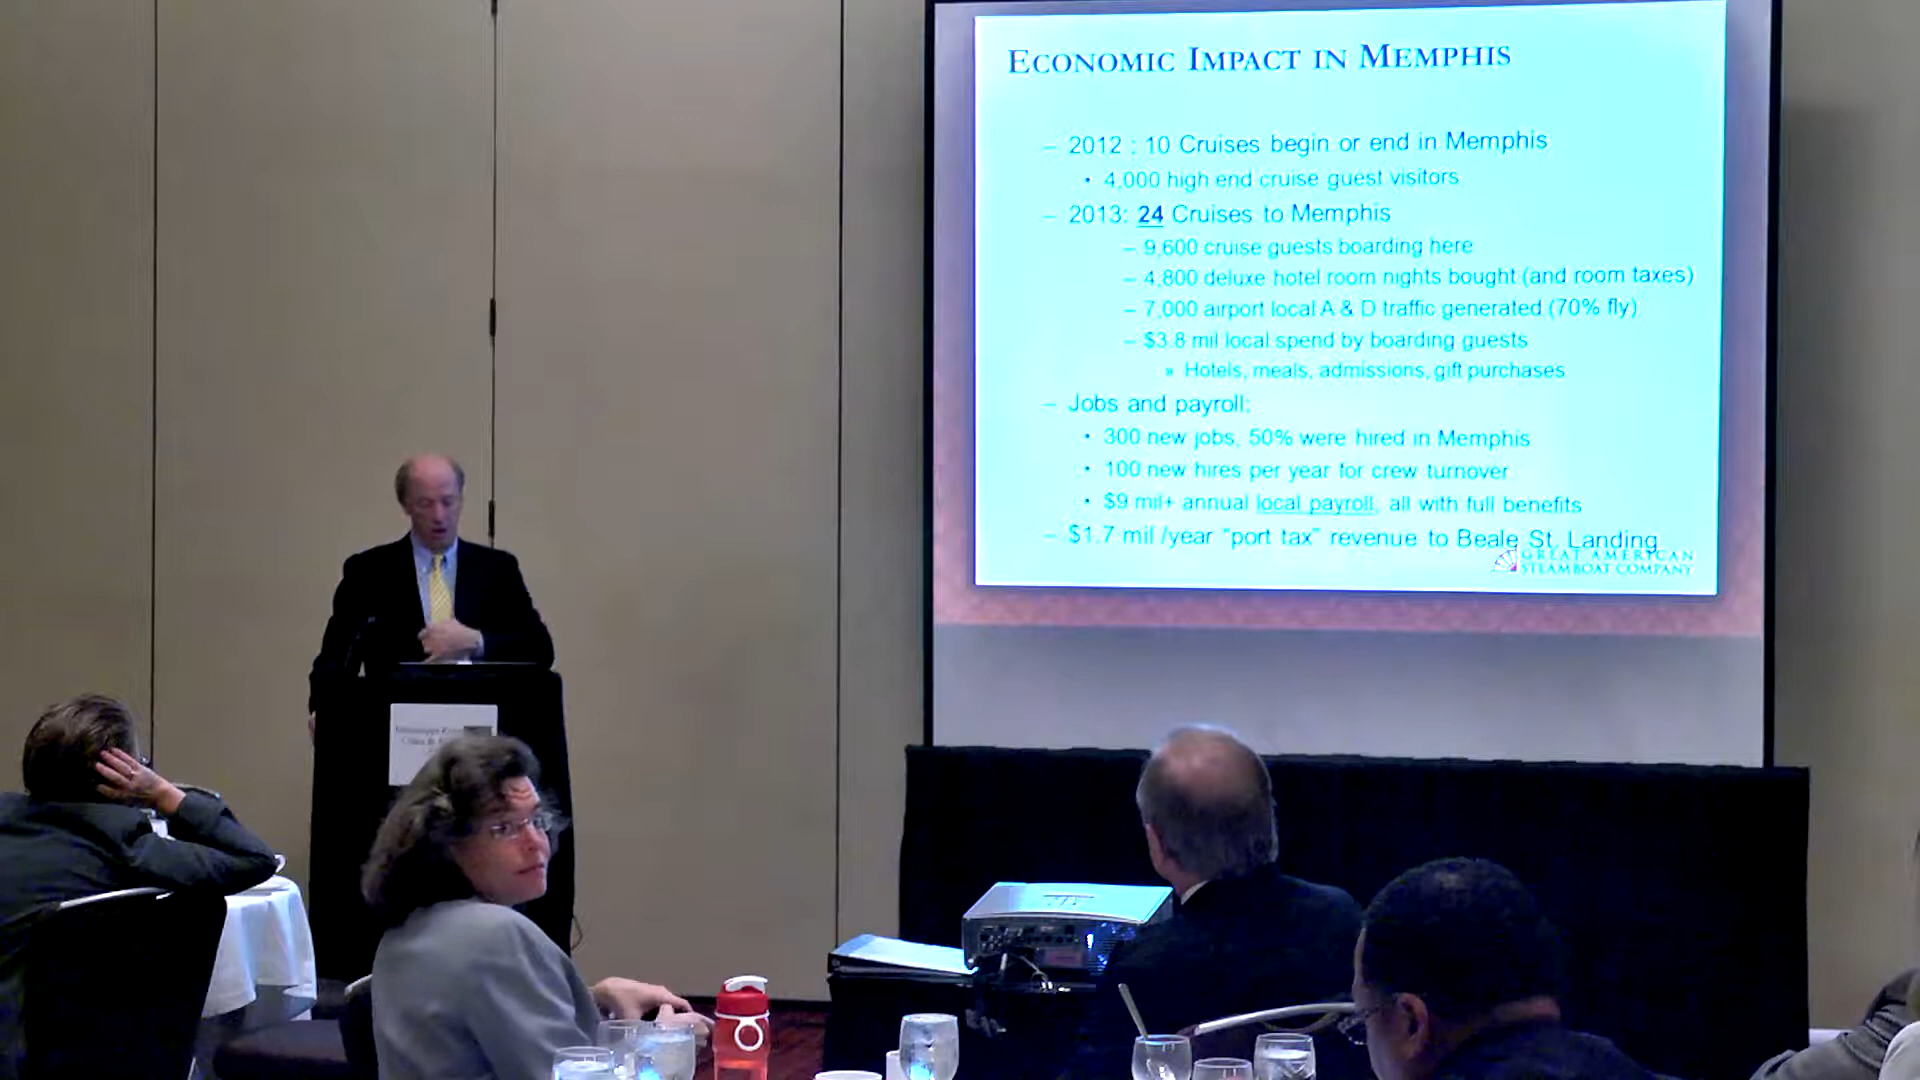 ECONOMIC IMPACT IN MEMPHIS
– 2012 : 10 Cruises begin or end in Memphis
• 4,000 high end cruise guest visitors
– 2013: 24 Cruises to Memphis
– 9,600 cruise guests boarding here
– 4,800 deluxe hotel room nights bought (and room taxes)
– 7,000 airport local A & D traffic generated (70% fly)
– $3.8 mil local spend by boarding guests
» Hotels, meals, admissions, gift purchases
– Jobs and payroll:
• 300 new jobs, 50% were hired in Memphis
• 100 new hires per year for crew turnover
• $9 mil+ annual local payroll, all with full benefits
– $1.7 mil /year “port tax” revenue to Beale St. Landing
GREAT AMERICAN
STEAMBOAT COMPANY
Mississippi
Cities &